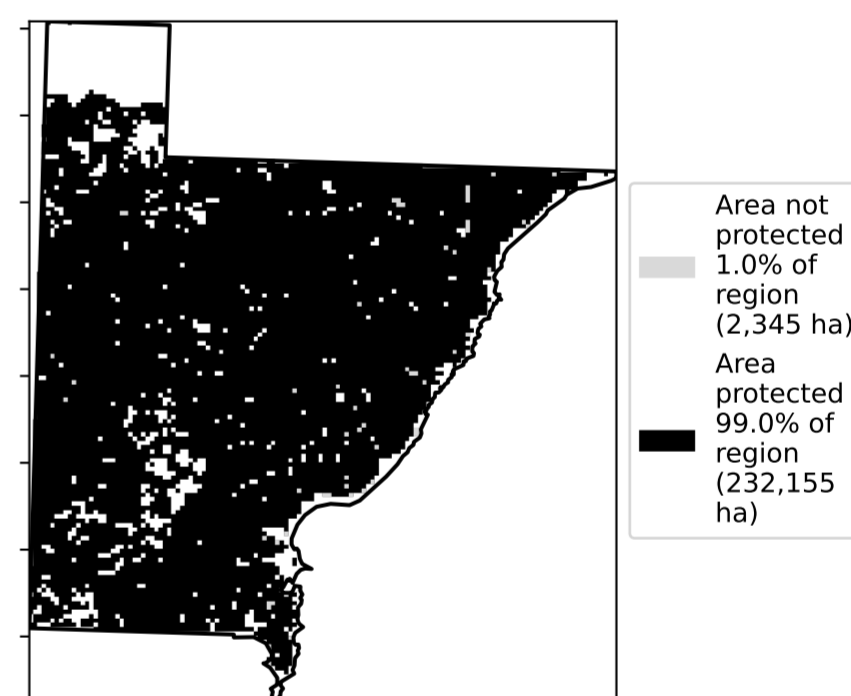 Area not
protected
1.0% of
region
(2,345 ha)
Area
protected
99.0% of
region
(232,155
ha)